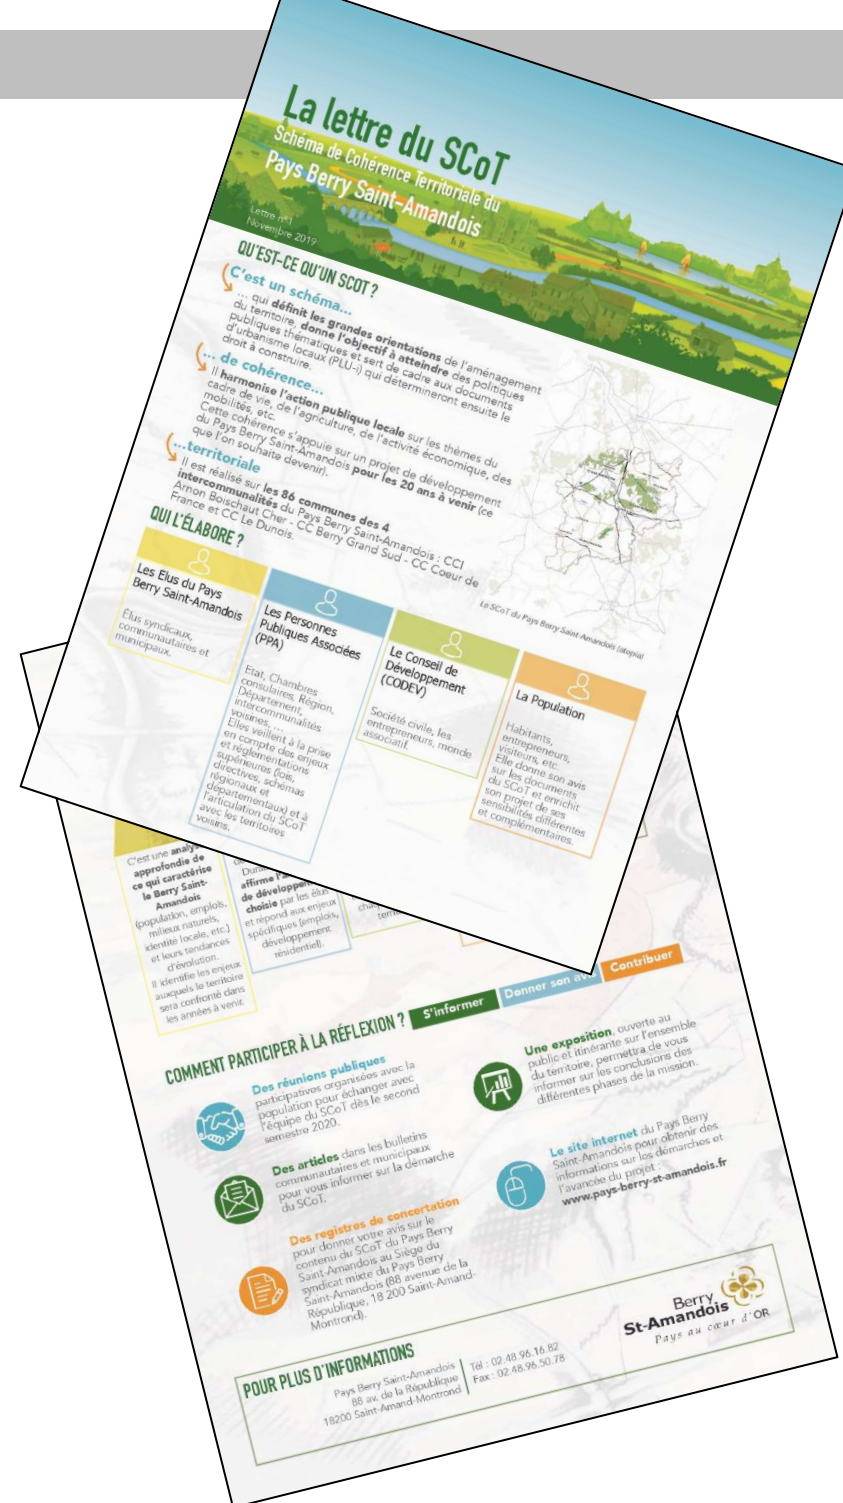 La lettre du SCoT
Schéma de Cohérence Territoriale du
Pays Berry Saint-Amandois
Lettre n°1
Novembre 2019
QU'EST-CE QU'UN SCOT ?
C'est un schéma...
... qui définit les grandes orientations de l'aménagement
du territoire, donne l'objectif à atteindre des politiques
publiques thématiques et sert de cadre aux documents
d'urbanisme locaux (PLU-i) qui détermineront ensuite le
droit à construire.
... de cohérence...
Il harmonise l'action publique locale sur les thèmes du
cadre de vie, de l'agriculture, de l'activité économique, des
mobilités, etc.
Cette cohérence s'appuie sur un projet de développement
du Pays Berry Saint-Amandois pour les 20 ans à venir (ce
que l'on souhaite devenir).
...territoriale
Il est réalisé sur les 86 communes des 4
intercommunalités du Pays Berry Saint-Amandois : CCI
Arnon Boischaut Cher - CC Berry Grand Sud - CC Coeur de
France et CC Le Dunois.
Le SCoT du Pays Berry Saint-Amandois (atopia)
QUI L'ÉLABORE ?
Les Elus du Pays
Berry Saint-Amandois
Élus syndicaux,
communautaires et
municipaux.
Les Personnes
Publiques Associées
(PPA)
Etat, Chambres
consulaires, Région,
Département,
intercommunalités
voisines, ...
Elles veillent à la prise
en compte des enjeux
et réglementations
supérieures (lois,
directives, schémas
régionaux et
départementaux) et à
l'articulation du SCoT
avec les territoires
voisins.
Le Conseil de
Développement
(CODEV)
Société civile, les
entrepreneurs, monde
associatif.
La Population
Habitants,
entrepreneurs,
visiteurs, etc.
Elle donne son avis
sur les documents
du SCoT et enrichit
son projet de ses
sensibilités différentes
et complémentaires.
C'est une analy
approfondie de
ce qui caractérise
le Berry Saint-
Amandois
(population, emplois,
milieux naturels,
identité locale, etc.)
et leurs tendances
d'évolution.
Il identifie les enjeux
auxquels le territoire
sera confronté dans
les années à venir.
Dura
affirme l'a
de développem
choisie par les élus
et répond aux enjeux
spécifiques (emplois,
développement
résidentiel).
chaq
terri
COMMENT PARTICIPER À LA RÉFLEXION ?
S'informer
Donner son avi
Contribuer
Des réunions publiques
participatives organisées avec la
population pour échanger avec
l'équipe du SCoT dès le second
semestre 2020.
Des articles dans les bulletins
communautaires et municipaux
pour vous informer sur la démarche
du SCoT.
Des registres de concertation
pour donner votre avis sur le
contenu du SCoT du Pays Berry
Saint-Amandois au Siège du
syndicat mixte du Pays Berry
Saint-Amandois (88 avenue de la
République, 18 200 Saint-Amand-
Montrond).
Une exposition, ouverte au
public et itinérante sur l'ensemble
du territoire, permettra de vous
informer sur les conclusions des
différentes phases de la mission.
Le site internet du Pays Berry
Saint-Amandois pour obtenir des
informations sur les démarches et
l'avancée du projet :
www.pays-berry-st-amandois.fr
POUR PLUS D'INFORMATIONS
Pays Berry Saint-Amandois
88 av. de la République
18200 Saint-Amand-Montrond
Tél : 02.48.96.16.82
Fax : 02.48.96.50.78
Berry
St-Amandois
Pays au cœur d'OR